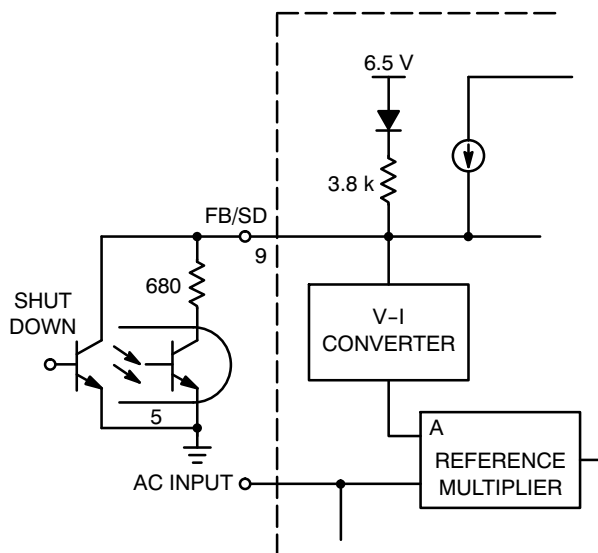 6.5 V
3.8 k
FB/SD
9
680
SHUT
DOWN
V-I
CONVERTER
5
A
REFERENCE
MULTIPLIER
AC INPUT